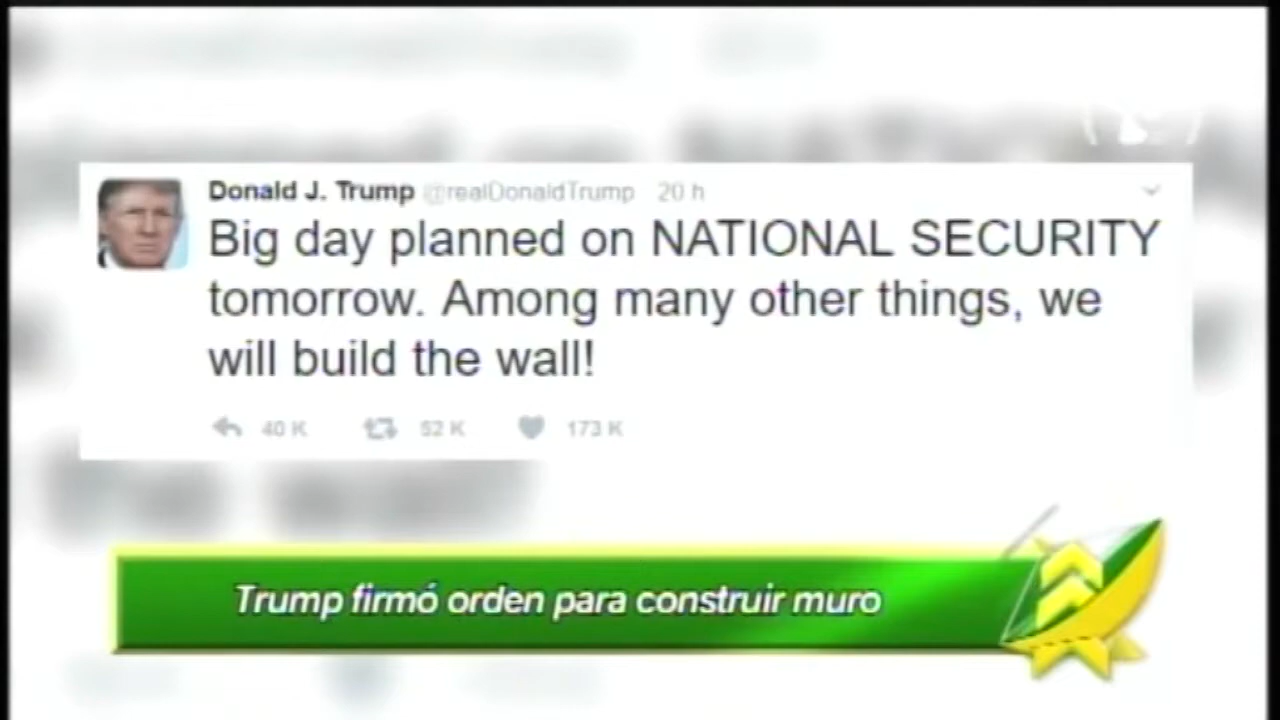 Donald J. Trump @realDonaldTrump 20 h
Big day planned on NATIONAL SECURITY
tomorrow. Among many other things, we
will build the wall!
40 K 52 K 173 K
Trump firmó orden para construir muro